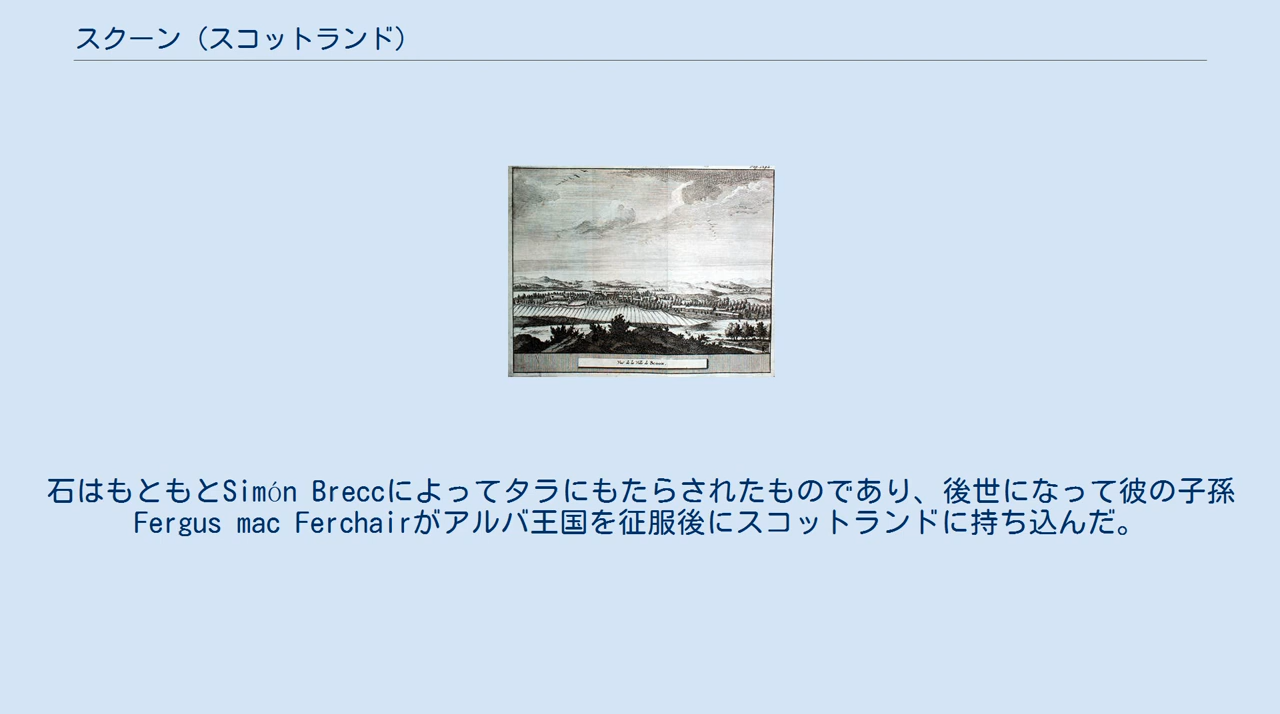 スクーン（スコットランド）
石はもともとSimón Breccによってタラにもたらされたものであり、後世になって彼の子孫
Fergus mac Ferchairがアルバ王国を征服後にスコットランドに持ち込んだ。